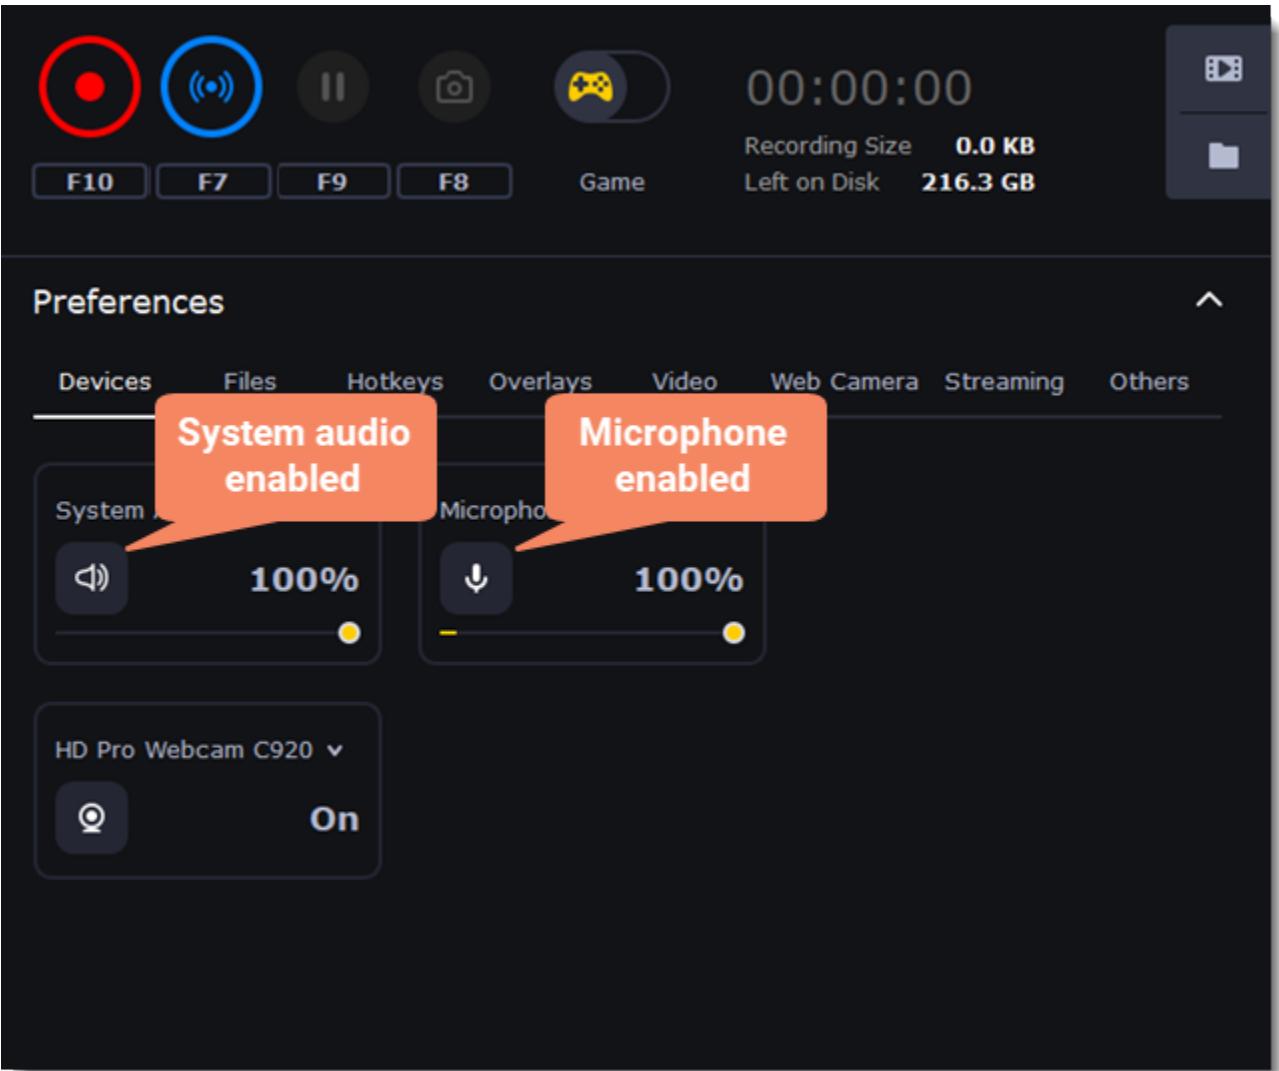 00:00:00
Recording Size 0.0 KB
F10 F7 F9 F8 Game Left on Disk 216.3 GB
Preferences
Devices Files Hotkeys Overlays Video Web Camera Streaming Others
System audio
enabled
Microphone
enabled
System
100%
100%
HD Pro Webcam C920
On